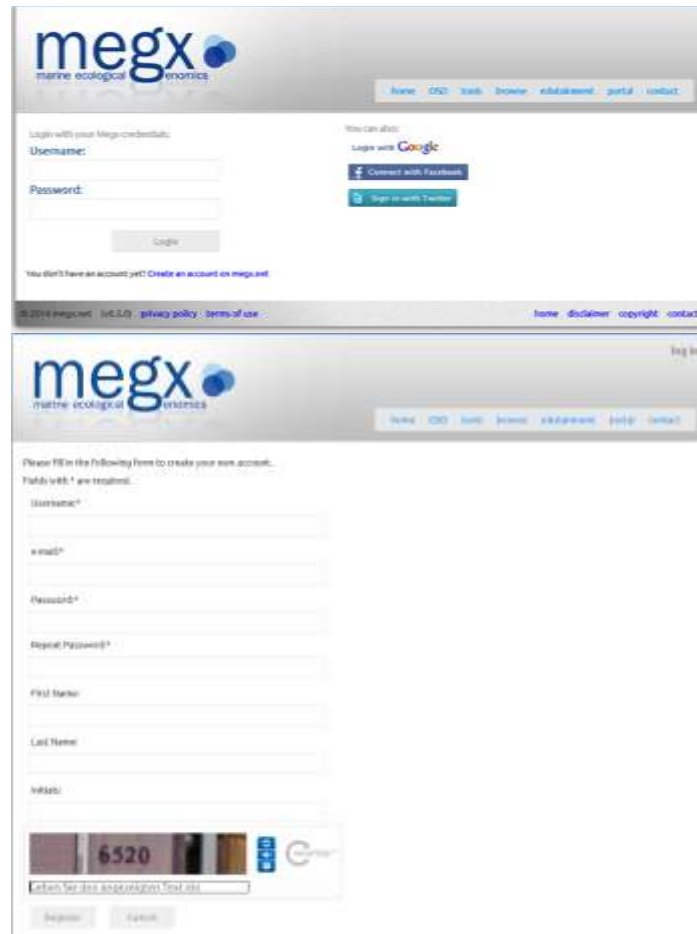 megx
marine ecological genomics
home OSD tools browse edutainment portal contact
Login with your Megx credentials:
Username:
Password:
Login
You can also:
Login with Google
Connect with Facebook
Sign in with Twitter
You don't have an account yet? Create an account on megx.net
© 2014 megx.net privacy policy terms of use
home disclaimer copyright contact
log in
megx
marine ecological genomics
home OSD tools browse edutainment portal contact
Please fill in the following form to create your own account.
Fields with * are required.
Username:*
e-mail:*
Password:*
Repeat Password:*
First Name:
Last Name:
Initials:
6520
Geben Sie den angezeigten Text ein
Register Cancel